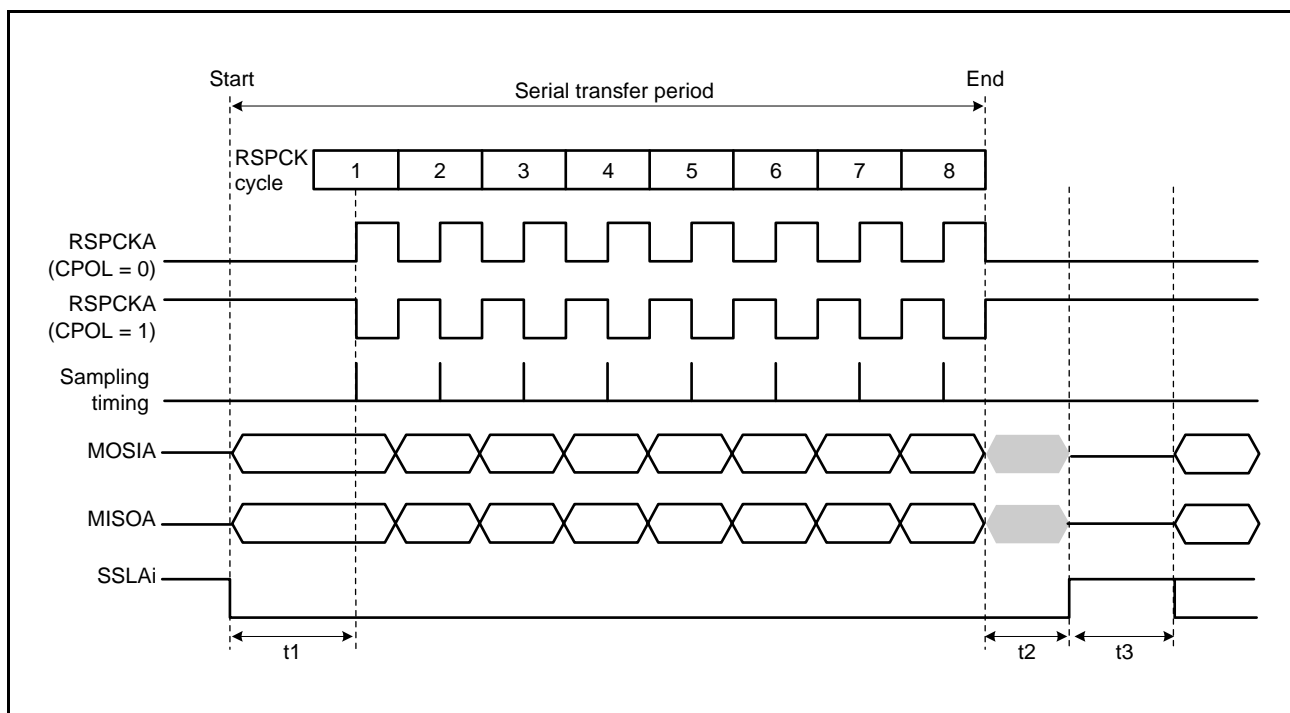 Start
End
Serial transfer period
RSPCK
cycle
1 2 3 4 5 6 7 8
RSPCKA
(CPOL = 0)
RSPCKA
(CPOL = 1)
Sampling
timing
MOSIA
MISOA
SSLAi
t1
t2
t3